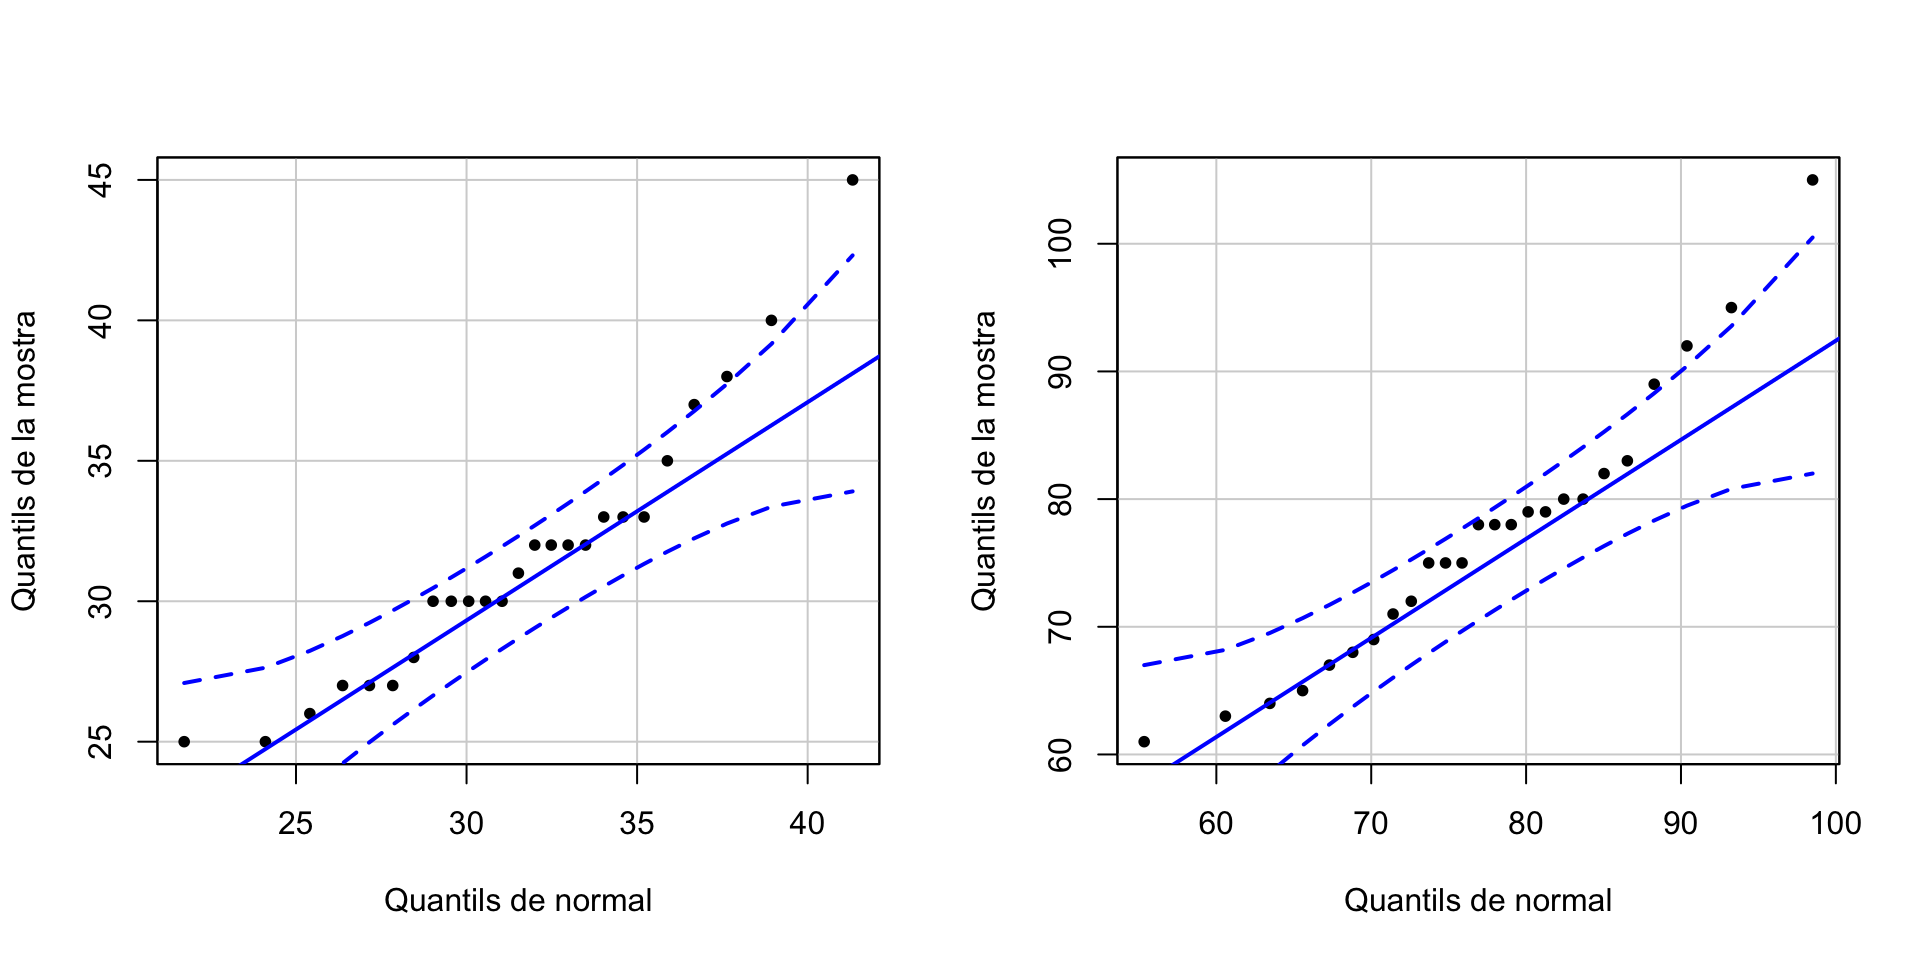 Quantils de la mostra
45
40
35
30
25
25 30 35 40
Quantils de normal
Quantils de la mostra
100
90
80
70
60
60 70 80 90 100
Quantils de normal